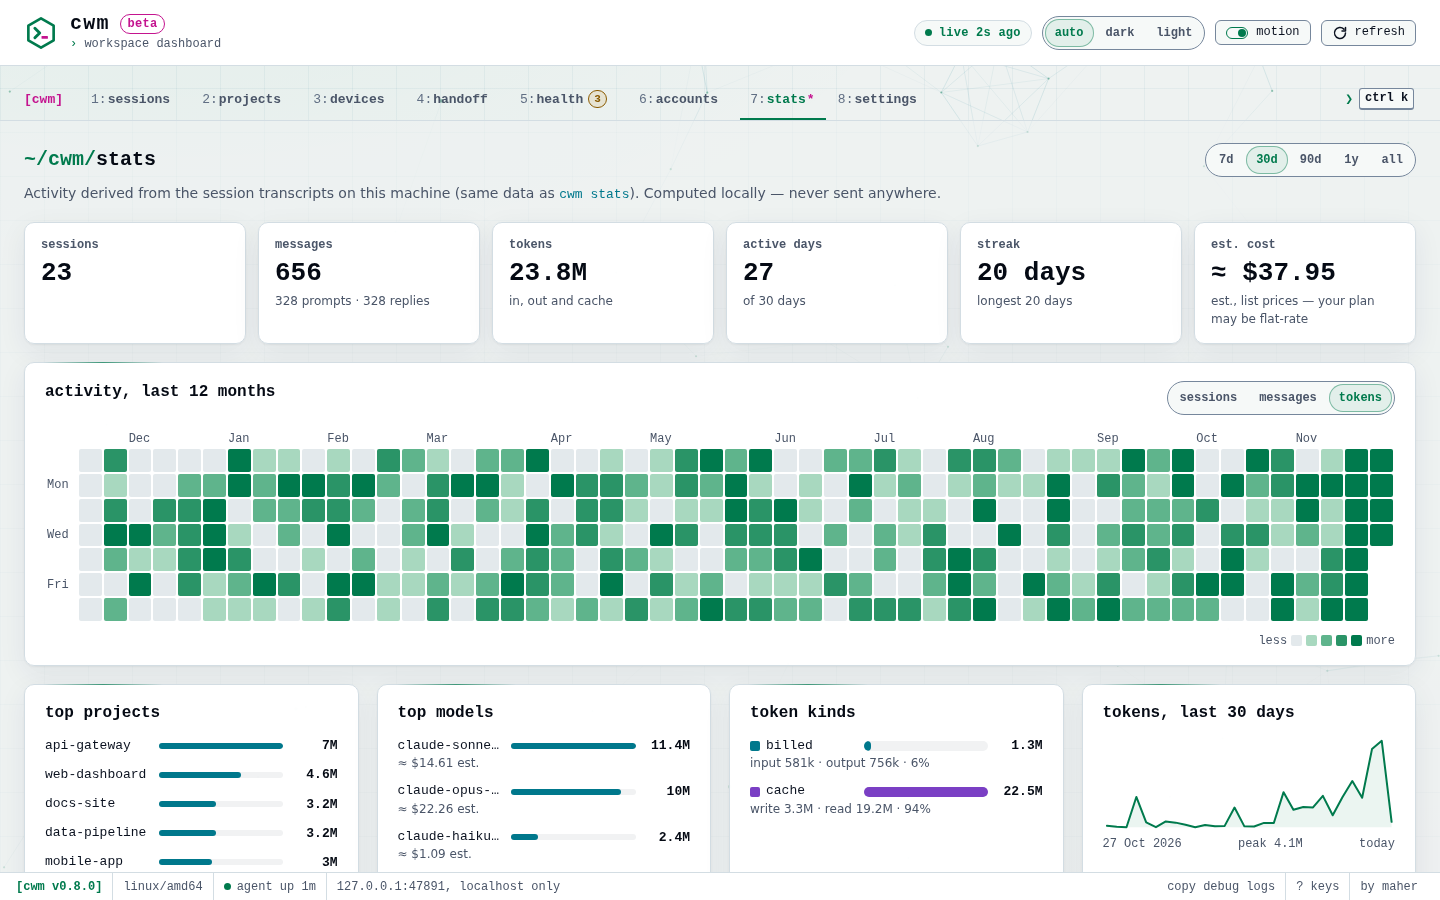 cwm beta
› workspace dashboard
live 2s ago
auto dark light
motion
refresh
[cwm] 1:sessions 2:projects 3:devices 4:handoff 5:health 3 6:accounts 7:stats* 8:settings
❯ ctrl k
~/cwm/stats
7d 30d 90d 1y all
Activity derived from the session transcripts on this machine (same data as cwm stats). Computed locally — never sent anywhere.
sessions
23
messages
656
328 prompts · 328 replies
tokens
23.8M
in, out and cache
active days
27
of 30 days
streak
20 days
longest 20 days
est. cost
≈ $37.95
est., list prices — your plan
may be flat-rate
activity, last 12 months
sessions messages tokens
Dec Jan Feb Mar Apr May Jun Jul Aug Sep Oct Nov
Mon
Wed
Fri
less more
top projects
api-gateway 7M
web-dashboard 4.6M
docs-site 3.2M
data-pipeline 3.2M
mobile-app 3M
top models
claude-sonne… 11.4M
≈ $14.61 est.
claude-opus-… 10M
≈ $22.26 est.
claude-haiku… 2.4M
≈ $1.09 est.
token kinds
billed 1.3M
input 581k · output 756k · 6%
cache 22.5M
write 3.3M · read 19.2M · 94%
tokens, last 30 days
27 Oct 2026 peak 4.1M today
[cwm v0.8.0] linux/amd64 agent up 1m 127.0.0.1:47891, localhost only
copy debug logs ? keys by maher